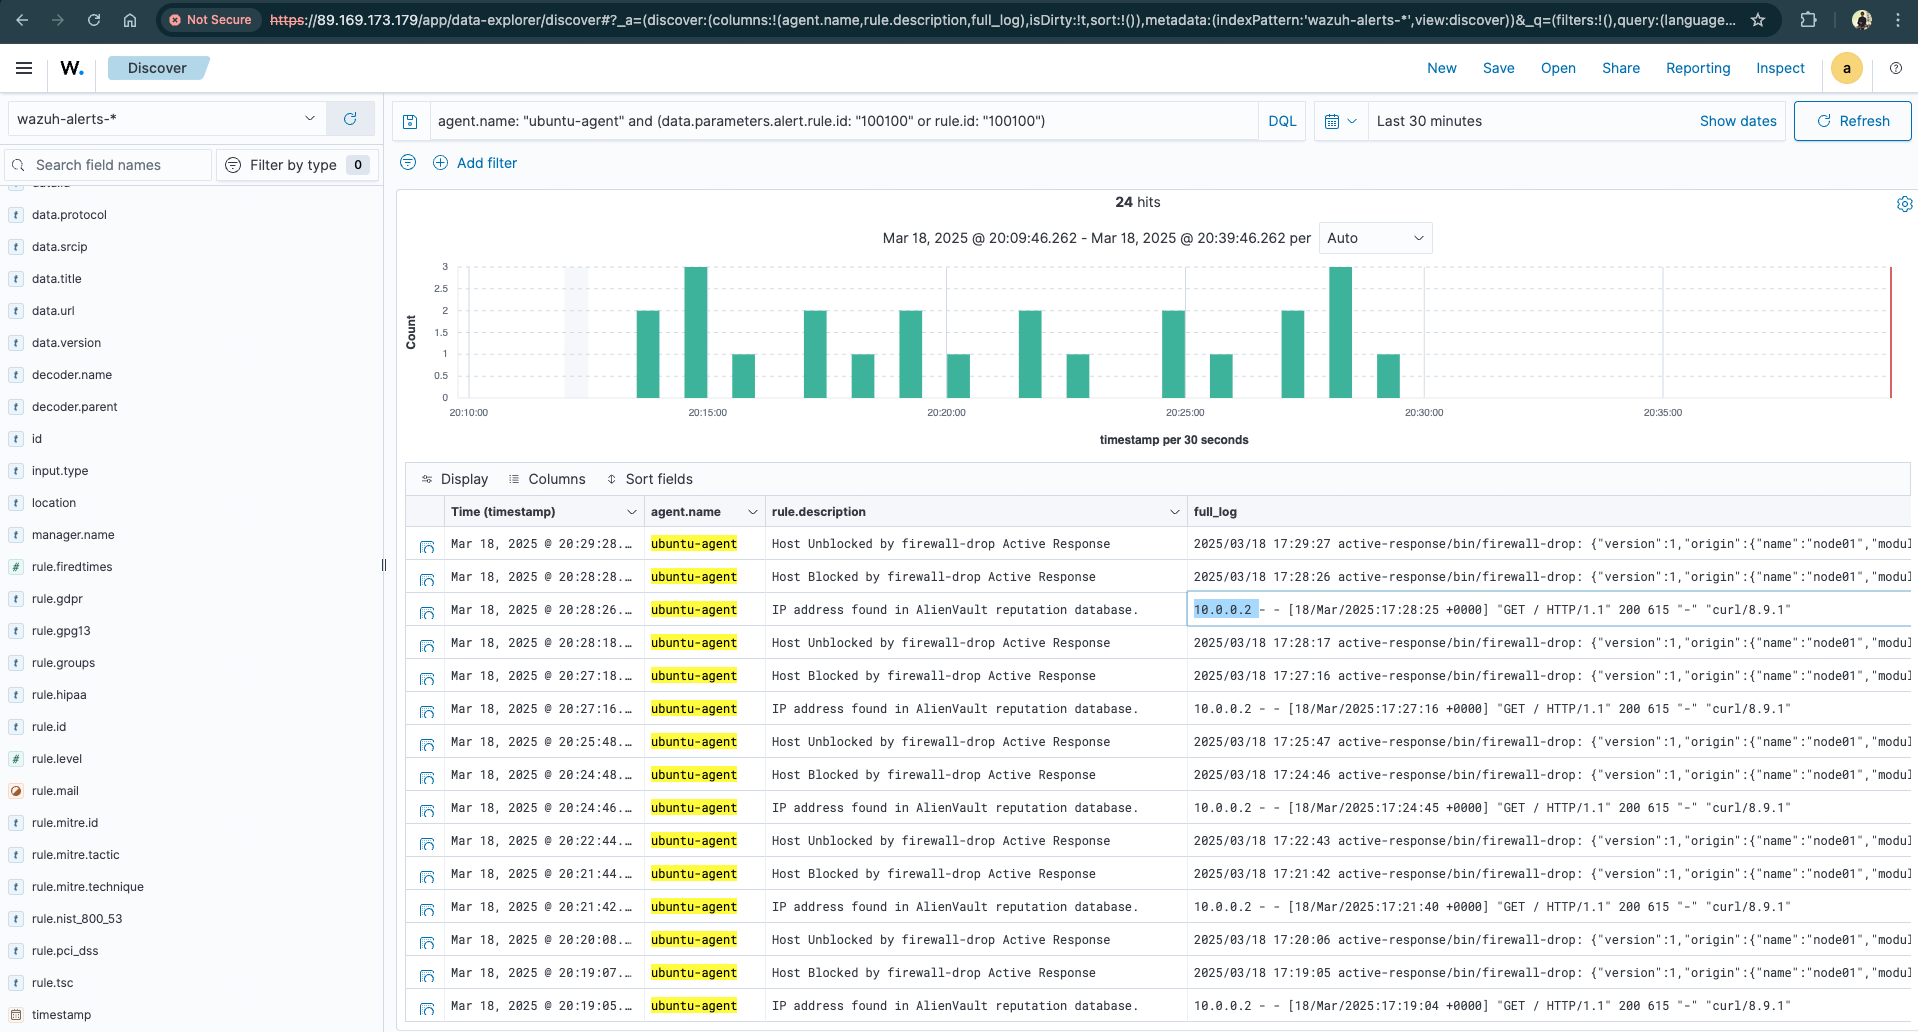 Not Secure https://89.169.173.179/app/data-explorer/discover#?_a=(discover:(columns:!(agent.name,rule.description,full_log),isDirty:!t,sort:!()),metadata:(indexPattern:'wazuh-alerts-*',view:discover))&_q=(filters:!(),query:(language...
W. Discover New Save Open Share Reporting Inspect a
wazuh-alerts-*
agent.name: "ubuntu-agent" and (data.parameters.alert.rule.id: "100100" or rule.id: "100100") DQL Last 30 minutes Show dates Refresh
Search field names Filter by type 0
Add filter
data.protocol
data.srcip
data.title
data.url
data.version
decoder.name
decoder.parent
id
input.type
location
manager.name
rule.firedtimes
rule.gdpr
rule.gpg13
rule.groups
rule.hipaa
rule.id
rule.level
rule.mail
rule.mitre.id
rule.mitre.tactic
rule.mitre.technique
rule.nist_800_53
rule.pci_dss
rule.tsc
timestamp
24 hits
Mar 18, 2025 @ 20:09:46.262 - Mar 18, 2025 @ 20:39:46.262 per Auto
Count
3
2.5
2
1.5
1
0.5
0
20:10:00 20:15:00 20:20:00 20:25:00 20:30:00 20:35:00
timestamp per 30 seconds
Display Columns Sort fields
Time (timestamp) agent.name rule.description full_log
Mar 18, 2025 @ 20:29:28.… ubuntu-agent Host Unblocked by firewall-drop Active Response 2025/03/18 17:29:27 active-response/bin/firewall-drop: {"version":1,"origin":{"name":"node01","modul
Mar 18, 2025 @ 20:28:28.… ubuntu-agent Host Blocked by firewall-drop Active Response 2025/03/18 17:28:26 active-response/bin/firewall-drop: {"version":1,"origin":{"name":"node01","modul
Mar 18, 2025 @ 20:28:26.… ubuntu-agent IP address found in AlienVault reputation database. 10.0.0.2 - - [18/Mar/2025:17:28:25 +0000] "GET / HTTP/1.1" 200 615 "-" "curl/8.9.1"
Mar 18, 2025 @ 20:28:18.… ubuntu-agent Host Unblocked by firewall-drop Active Response 2025/03/18 17:28:17 active-response/bin/firewall-drop: {"version":1,"origin":{"name":"node01","modul
Mar 18, 2025 @ 20:27:18.… ubuntu-agent Host Blocked by firewall-drop Active Response 2025/03/18 17:27:16 active-response/bin/firewall-drop: {"version":1,"origin":{"name":"node01","modul
Mar 18, 2025 @ 20:27:16.… ubuntu-agent IP address found in AlienVault reputation database. 10.0.0.2 - - [18/Mar/2025:17:27:16 +0000] "GET / HTTP/1.1" 200 615 "-" "curl/8.9.1"
Mar 18, 2025 @ 20:25:48.… ubuntu-agent Host Unblocked by firewall-drop Active Response 2025/03/18 17:25:47 active-response/bin/firewall-drop: {"version":1,"origin":{"name":"node01","modul
Mar 18, 2025 @ 20:24:48.… ubuntu-agent Host Blocked by firewall-drop Active Response 2025/03/18 17:24:46 active-response/bin/firewall-drop: {"version":1,"origin":{"name":"node01","modul
Mar 18, 2025 @ 20:24:46.… ubuntu-agent IP address found in AlienVault reputation database. 10.0.0.2 - - [18/Mar/2025:17:24:45 +0000] "GET / HTTP/1.1" 200 615 "-" "curl/8.9.1"
Mar 18, 2025 @ 20:22:44.… ubuntu-agent Host Unblocked by firewall-drop Active Response 2025/03/18 17:22:43 active-response/bin/firewall-drop: {"version":1,"origin":{"name":"node01","modul
Mar 18, 2025 @ 20:21:44.… ubuntu-agent Host Blocked by firewall-drop Active Response 2025/03/18 17:21:42 active-response/bin/firewall-drop: {"version":1,"origin":{"name":"node01","modul
Mar 18, 2025 @ 20:21:42.… ubuntu-agent IP address found in AlienVault reputation database. 10.0.0.2 - - [18/Mar/2025:17:21:40 +0000] "GET / HTTP/1.1" 200 615 "-" "curl/8.9.1"
Mar 18, 2025 @ 20:20:08.… ubuntu-agent Host Unblocked by firewall-drop Active Response 2025/03/18 17:20:06 active-response/bin/firewall-drop: {"version":1,"origin":{"name":"node01","modul
Mar 18, 2025 @ 20:19:07.… ubuntu-agent Host Blocked by firewall-drop Active Response 2025/03/18 17:19:05 active-response/bin/firewall-drop: {"version":1,"origin":{"name":"node01","modul
Mar 18, 2025 @ 20:19:05.… ubuntu-agent IP address found in AlienVault reputation database. 10.0.0.2 - - [18/Mar/2025:17:19:04 +0000] "GET / HTTP/1.1" 200 615 "-" "curl/8.9.1"